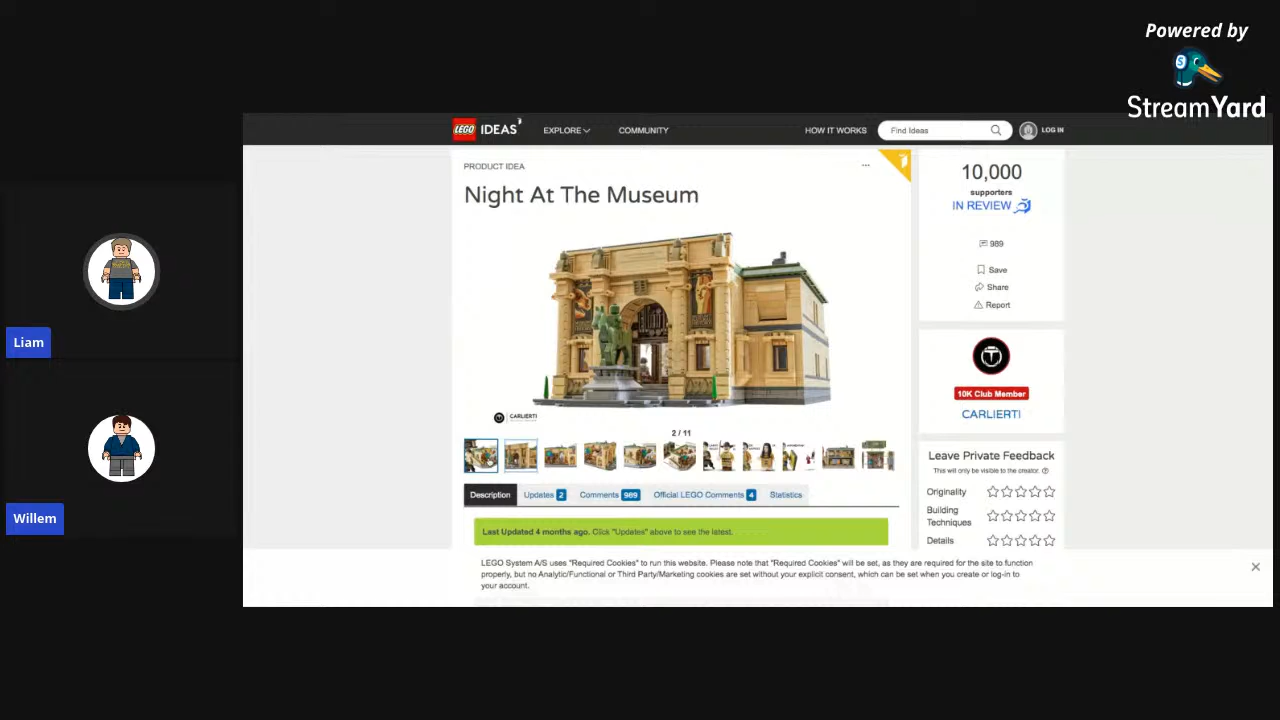 Powered by
StreamYard
LEGO IDEAS EXPLORE COMMUNITY HOW IT WORKS Find Ideas LOG IN
PRODUCT IDEA
Night At The Museum
CARLIERTI
2 / 11
Description Updates 2 Comments 989 Official LEGO Comments 4 Statistics
Last Updated 4 months ago. Click "Updates" above to see the latest.
10,000
supporters
IN REVIEW
989
Save
Share
Report
10K Club Member
CARLIERTI
Leave Private Feedback
This will only be visible to the creator.
Originality
Building
Techniques
Details
LEGO System A/S uses "Required Cookies" to run this website. Please note that "Required Cookies" will be set, as they are required for the site to function
properly, but no Analytic/Functional or Third Party/Marketing cookies are set without your explicit consent, which can be set when you create or log-in to
your account.
Liam
Willem